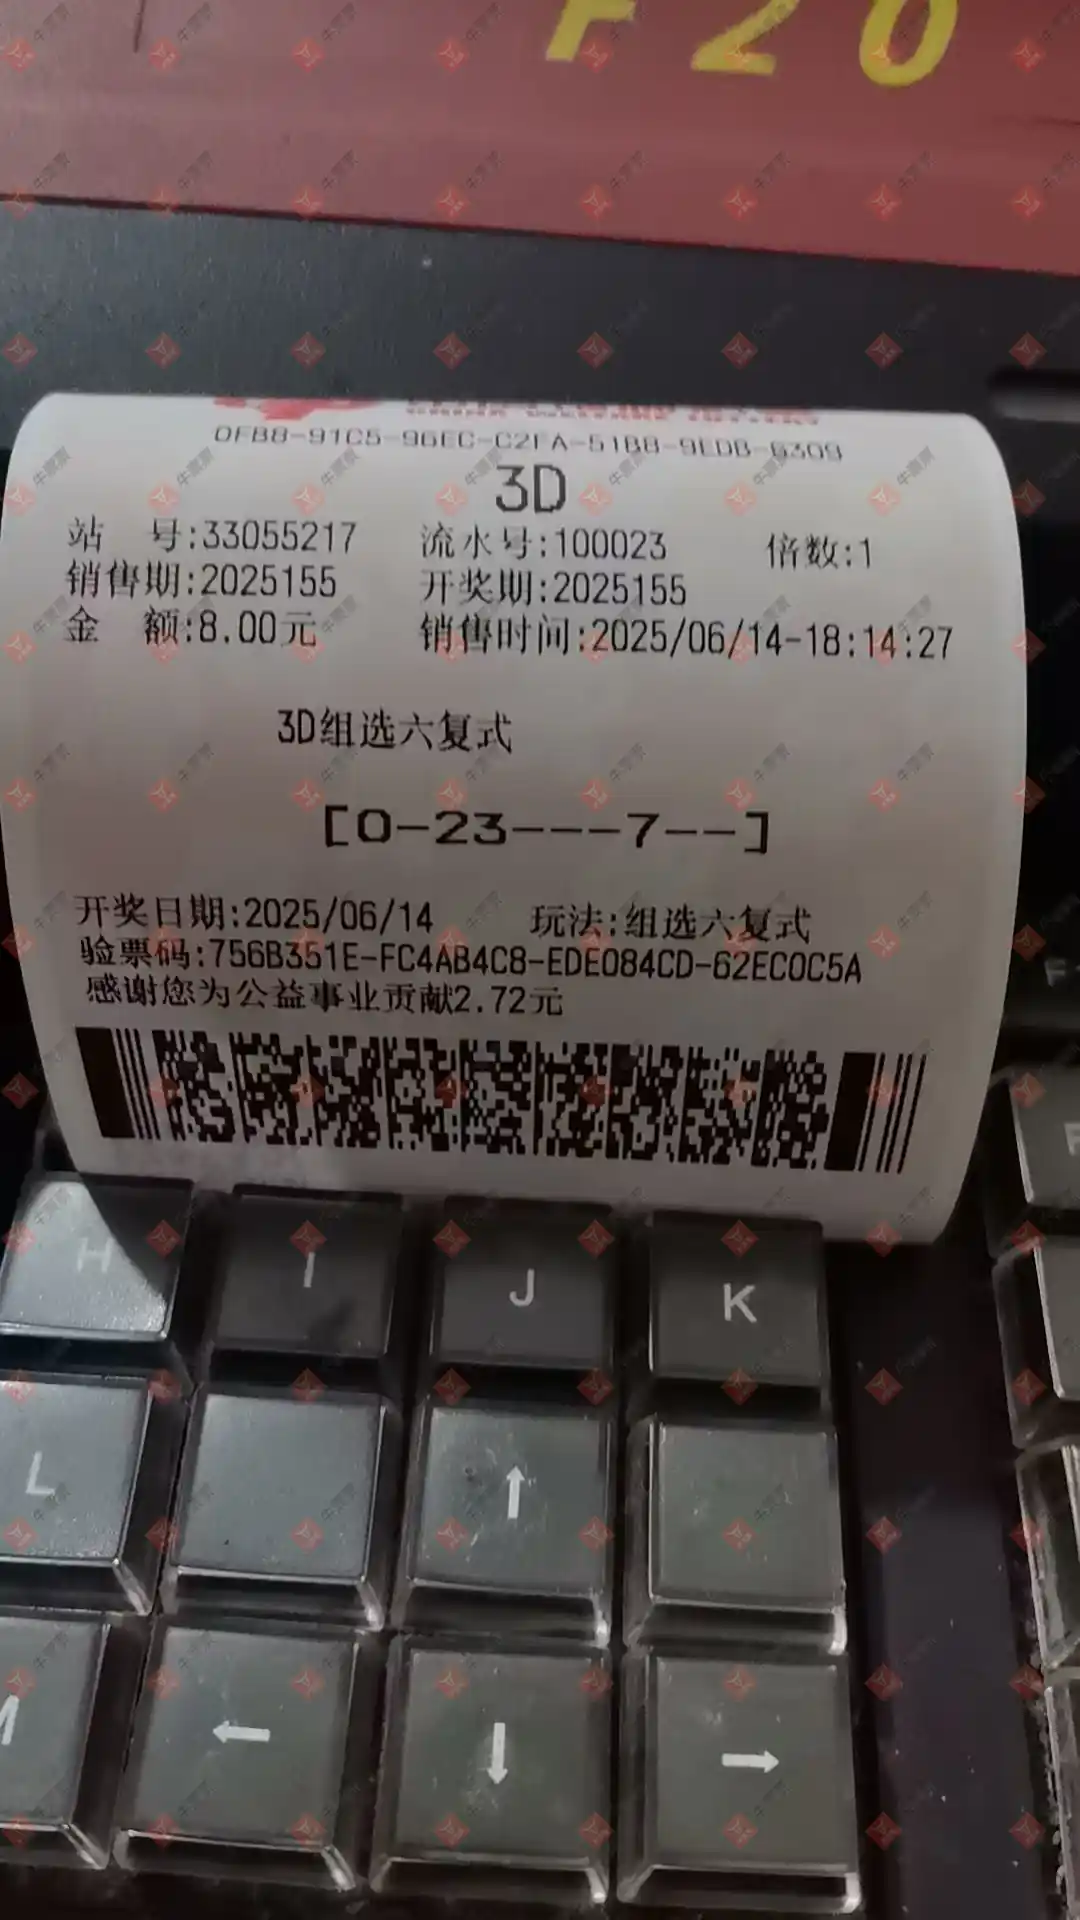 F20
0FB8-91C5-96EC-C2FA-51B8-9EDB-6309
3D
站 号:33055217 流水号:100023 倍数:1
销售期:2025155 开奖期:2025155
金 额:8.00元 销售时间:2025/06/14-18:14:27
3D组选六复式
[0-23---7--]
开奖日期:2025/06/14 玩法:组选六复式
验票码:756B351E-FC4AB4C8-EDE084CD-62EC0C5A
感谢您为公益事业贡献2.72元
H I J K
L ↑
M ← ↓ →